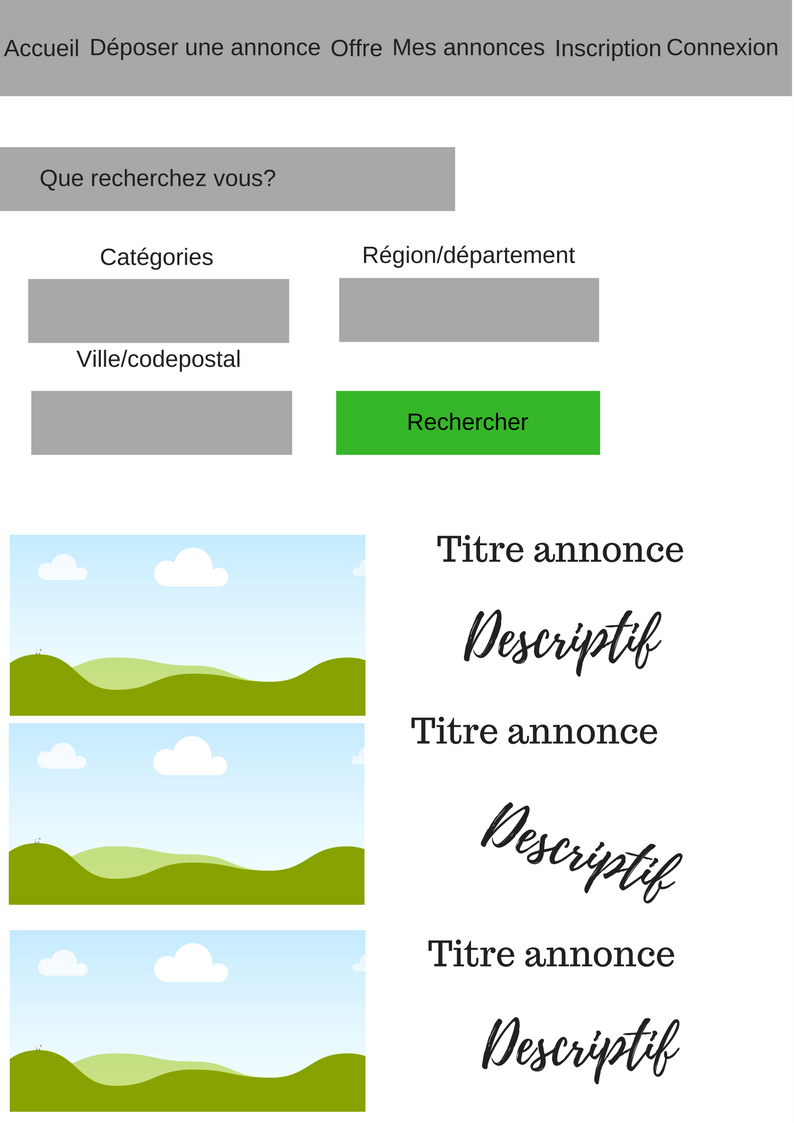 Accueil Déposer une annonce Offre Mes annonces Inscription Connexion
Que recherchez vous?
Catégories
Région/département
Ville/codepostal
Rechercher
Titre annonce
Descriptif
Titre annonce
Descriptif
Titre annonce
Descriptif